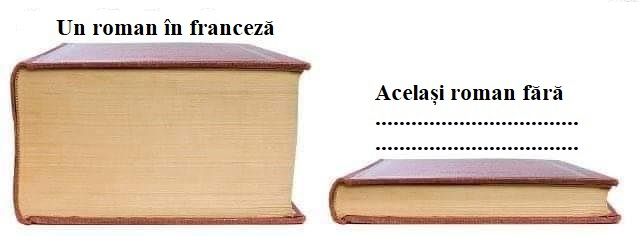 Un roman în franceză
Același roman fără
..................................
..................................